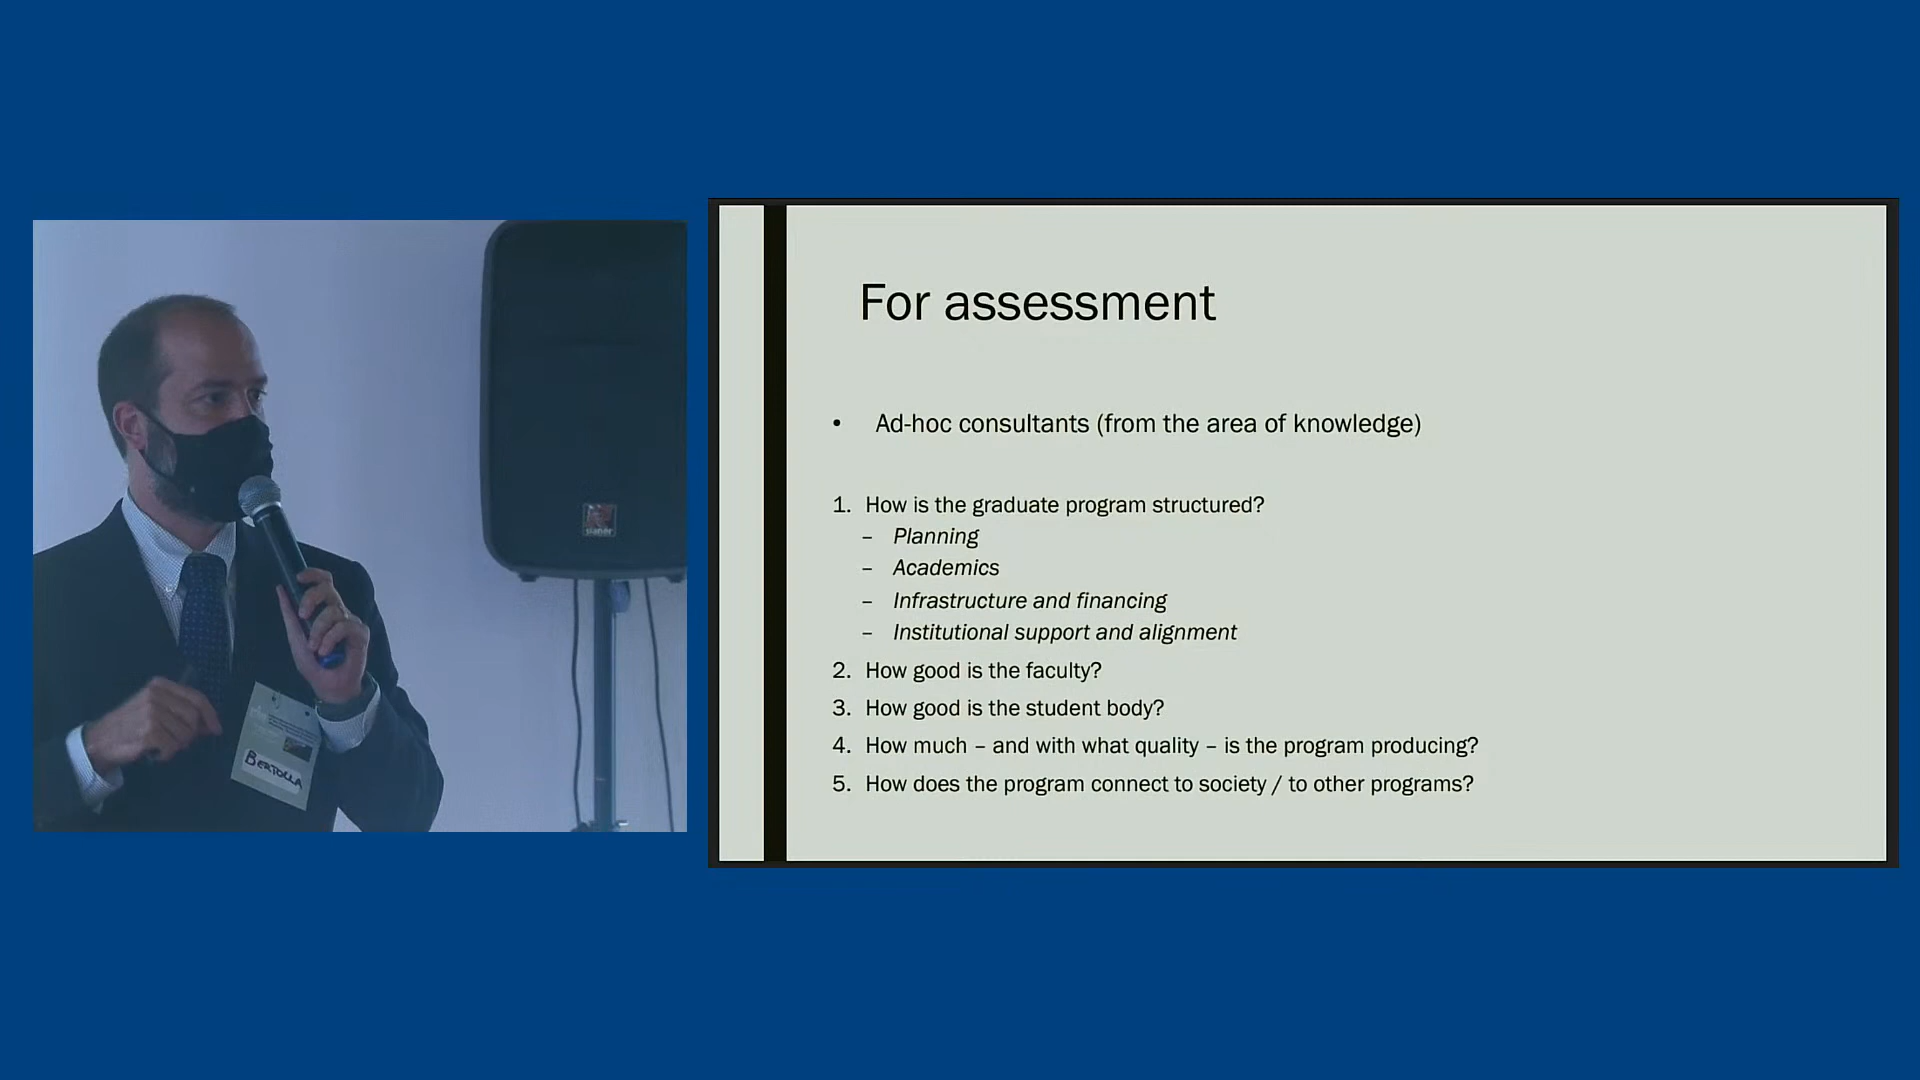 For assessment
• Ad-hoc consultants (from the area of knowledge)
1. How is the graduate program structured?
– Planning
– Academics
– Infrastructure and financing
– Institutional support and alignment
2. How good is the faculty?
3. How good is the student body?
4. How much – and with what quality – is the program producing?
5. How does the program connect to society / to other programs?
BERTOLLA